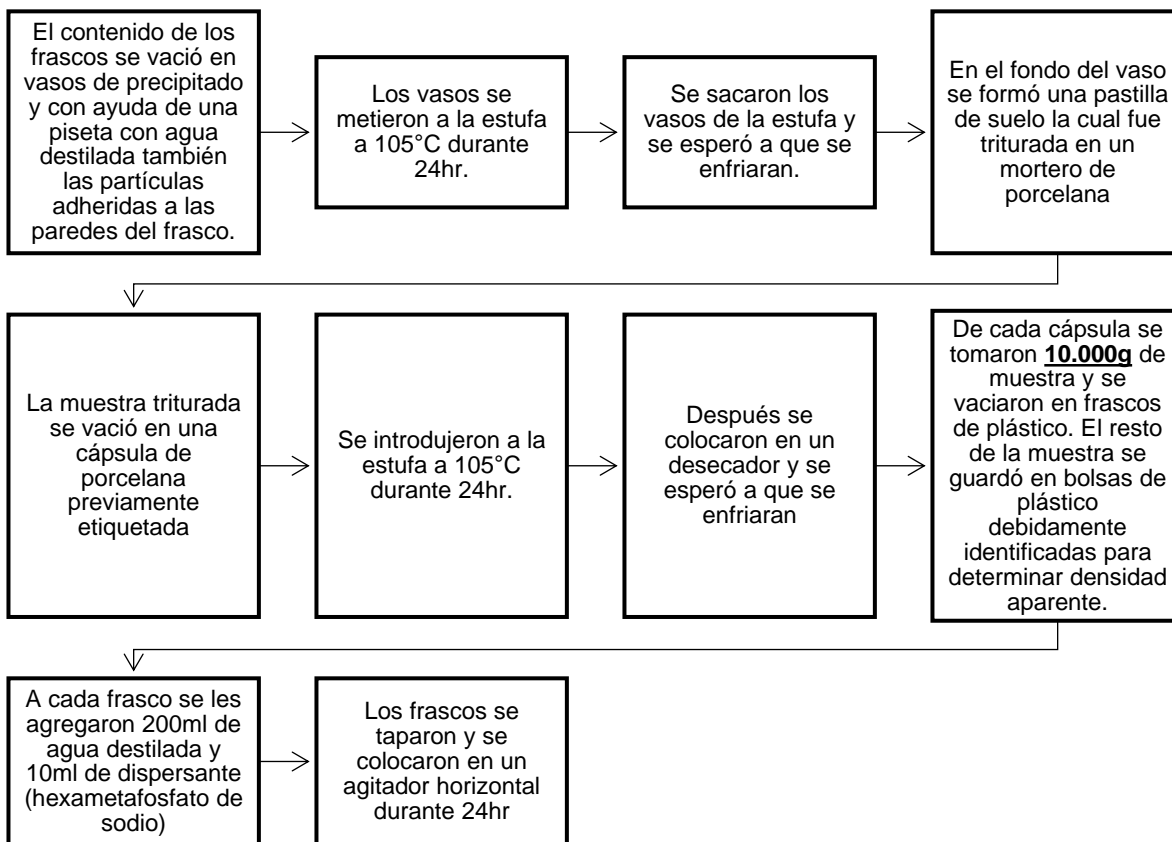 El contenido de los
frascos se vació en
vasos de precipitado
y con ayuda de una
piseta con agua
destilada también
las partículas
adheridas a las
paredes del frasco.
Los vasos se
metieron a la estufa
a 105°C durante
24hr.
Se sacaron los
vasos de la estufa y
se esperó a que se
enfriaran.
En el fondo del vaso
se formó una pastilla
de suelo la cual fue
triturada en un
mortero de
porcelana
La muestra triturada
se vació en una
cápsula de
porcelana
previamente
etiquetada
Se introdujeron a la
estufa a 105°C
durante 24hr.
Después se
colocaron en un
desecador y se
esperó a que se
enfriaran
De cada cápsula se
tomaron 10.000g de
muestra y se
vaciaron en frascos
de plástico. El resto
de la muestra se
guardó en bolsas de
plástico
debidamente
identificadas para
determinar densidad
aparente.
A cada frasco se les
agregaron 200ml de
agua destilada y
10ml de dispersante
(hexametafosfato de
sodio)
Los frascos se
taparon y se
colocaron en un
agitador horizontal
durante 24hr